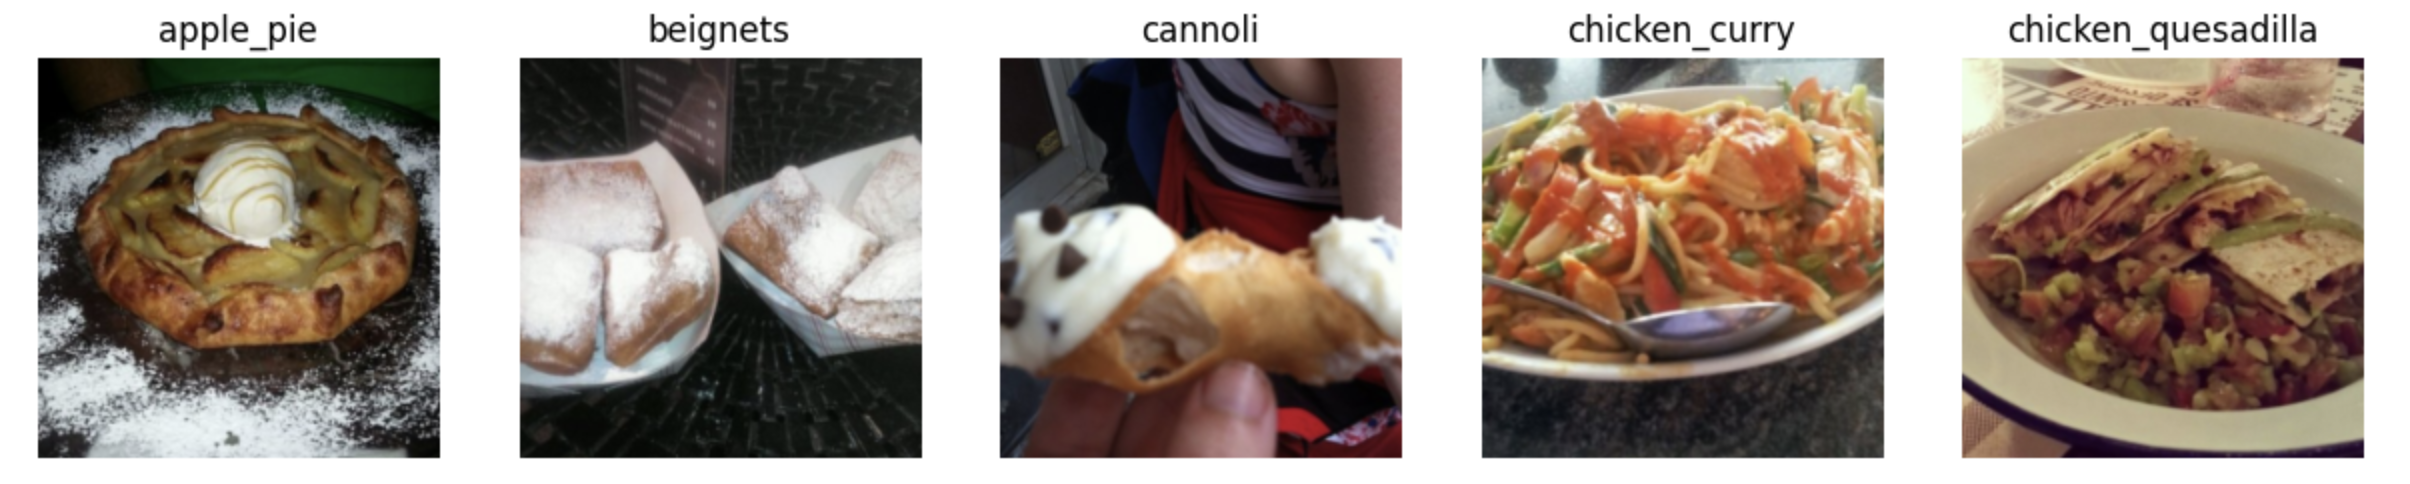 apple_pie
beignets
cannoli
chicken_curry
chicken_quesadilla